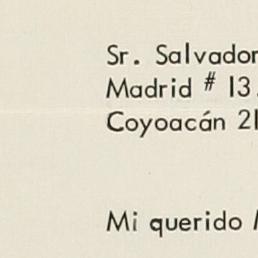 Sr. Salvador
Madrid # 13.
Coyoacán 21
Mi querido